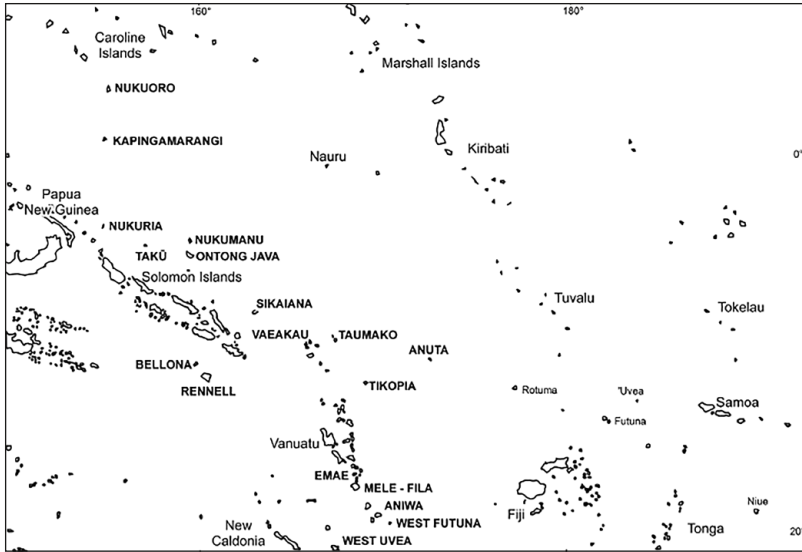 160°
180°
Caroline
Islands
Marshall Islands
NUKUORO
KAPINGAMARANGI
Nauru
Kiribati
0°
Papua
New Guinea
NUKURIA
NUKUMANU
TAKŪ
ONTONG JAVA
Solomon Islands
SIKAIANA
Tuvalu
Tokelau
VAEAKAU
TAUMAKO
ANUTA
BELLONA
RENNELL
TIKOPIA
Rotuma
'Uvea
Samoa
Futuna
Vanuatu
EMAE
MELE - FILA
Fiji
ANIWA
Niue
WEST FUTUNA
New
Caldonia
WEST UVEA
Tonga
20°